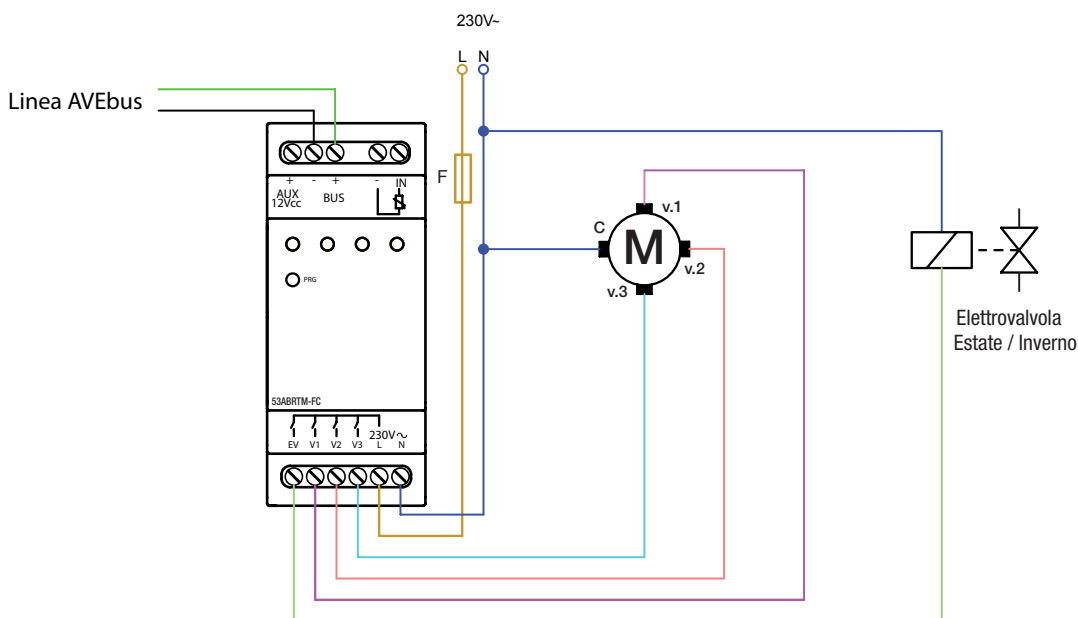 230V~
L N
Linea AVEbus
F
+ - + - IN
AUX
12Vcc
BUS
PRG
C
v.1
M
v.2
v.3
Elettrovalvola
Estate / Inverno
53ABRTM-FC
230V~
EV V1 V2 V3 L N